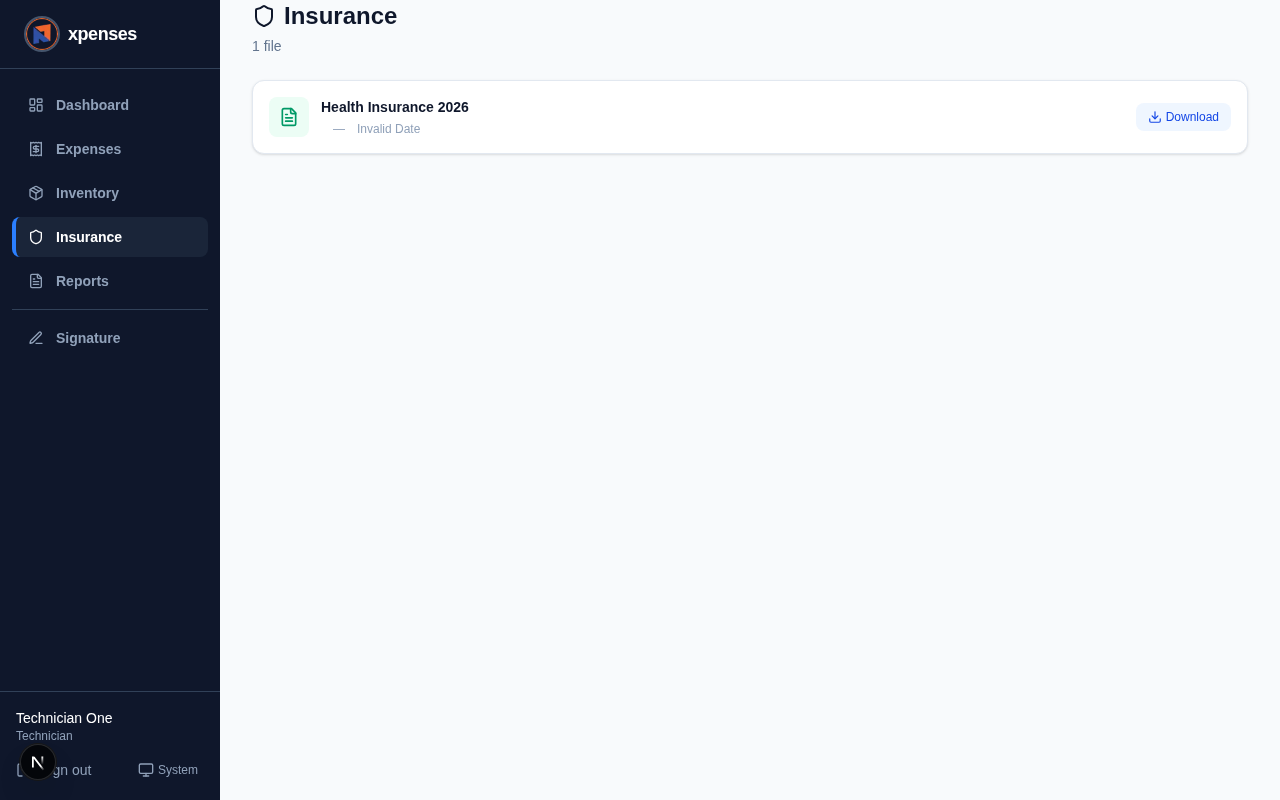 xpenses
Dashboard
Expenses
Inventory
Insurance
Reports
Signature
Technician One
Technician
gn out
System
Insurance
1 file
Health Insurance 2026
— Invalid Date
Download